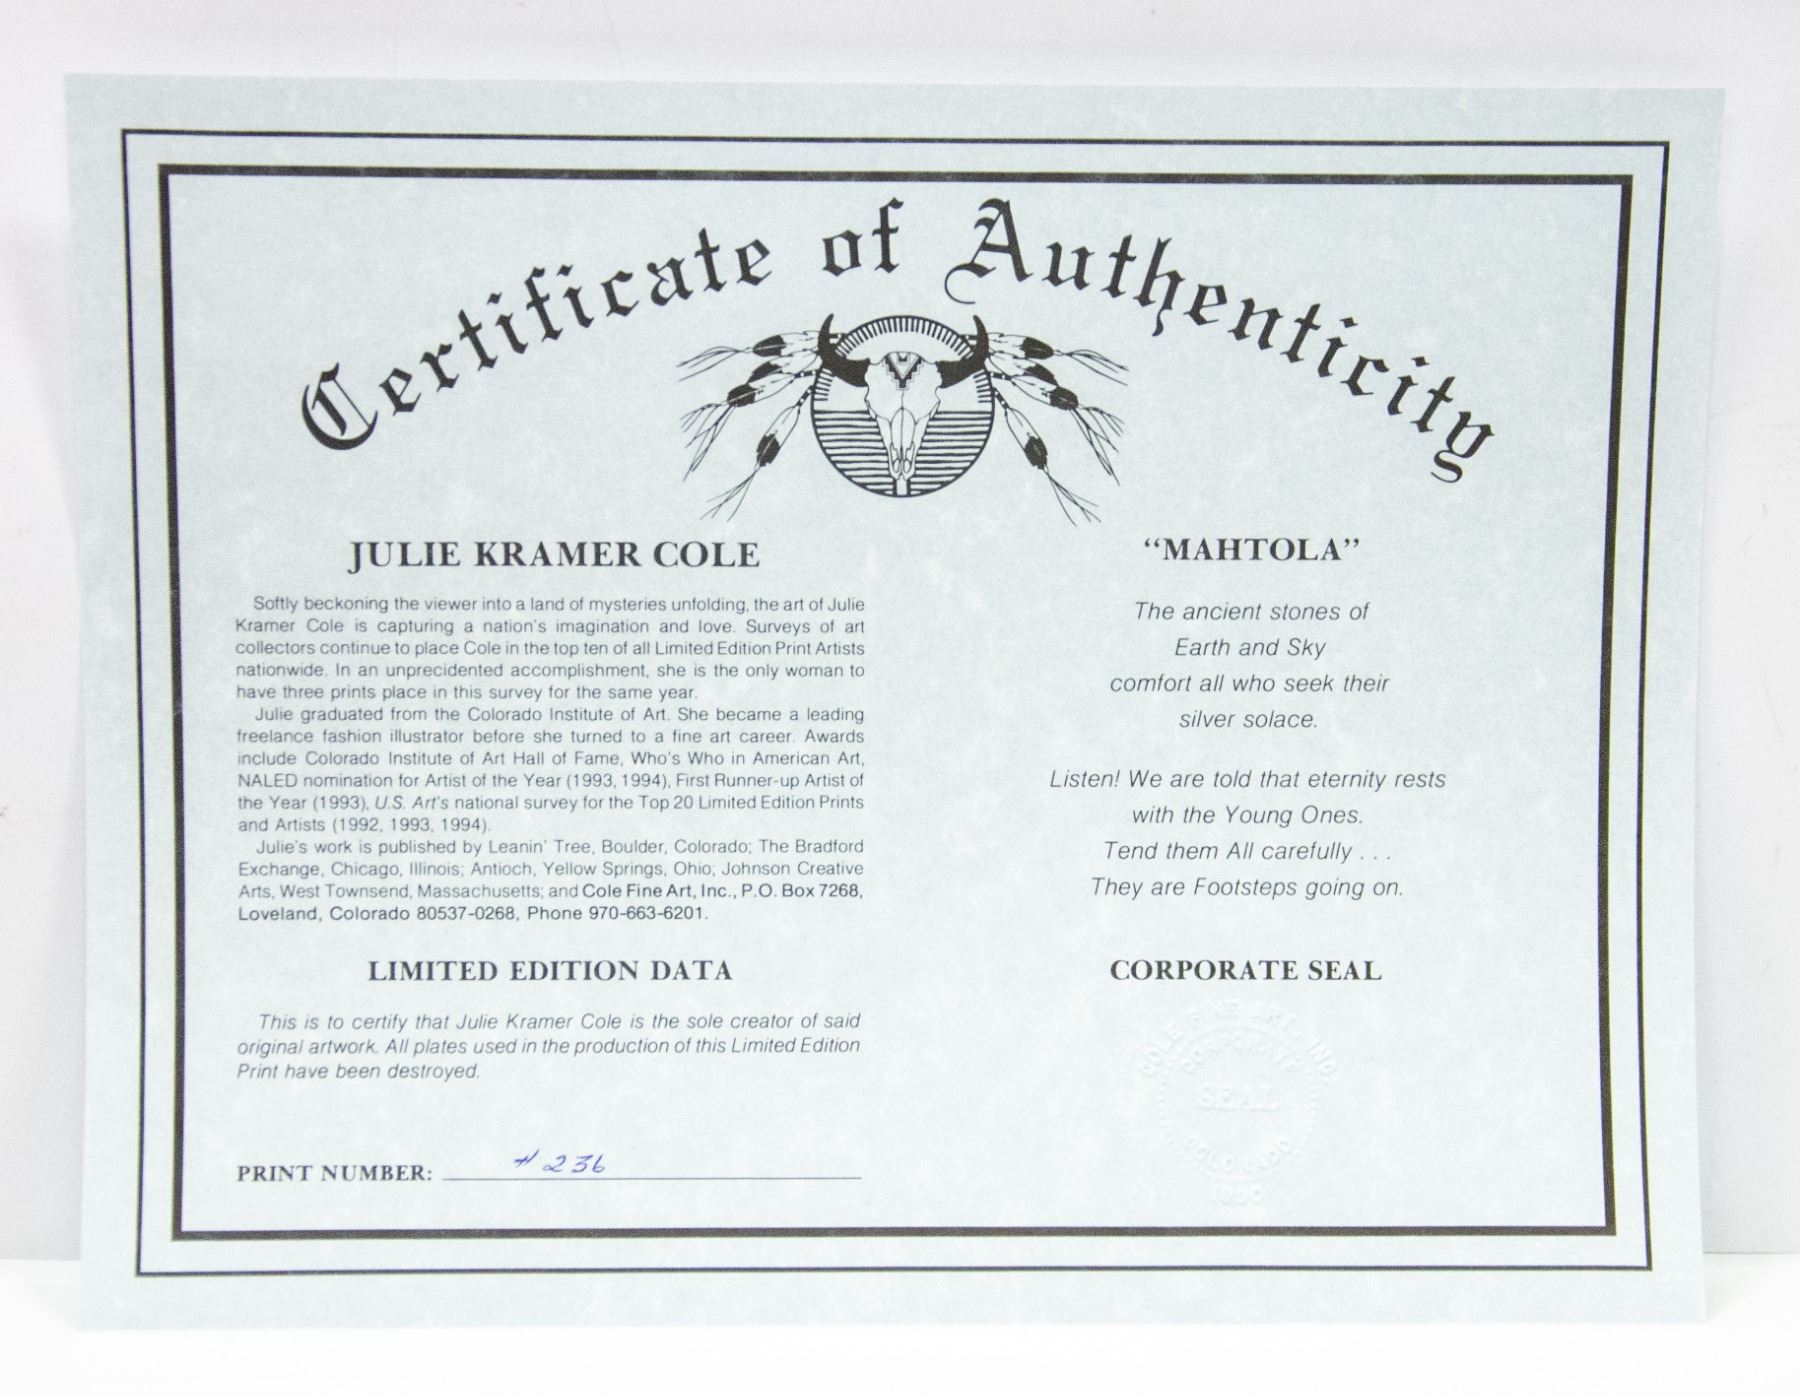 Certificate of Authenticity
JULIE KRAMER COLE
Softly beckoning the viewer into a land of mysteries unfolding, the art of Julie
Kramer Cole is capturing a nation's imagination and love. Surveys of art
collectors continue to place Cole in the top ten of all Limited Edition Print Artists
nationwide. In an unprecidented accomplishment, she is the only woman to
have three prints place in this survey for the same year.
Julie graduated from the Colorado Institute of Art. She became a leading
freelance fashion illustrator before she turned to a fine art career. Awards
include Colorado Institute of Art Hall of Fame, Who's Who in American Art,
NALED nomination for Artist of the Year (1993, 1994), First Runner-up Artist of
the Year (1993), U.S. Art's national survey for the Top 20 Limited Edition Prints
and Artists (1992, 1993, 1994).
Julie's work is published by Leanin' Tree, Boulder, Colorado; The Bradford
Exchange, Chicago, Illinois; Antioch, Yellow Springs, Ohio; Johnson Creative
Arts, West Townsend, Massachusetts; and Cole Fine Art, Inc., P.O. Box 7268,
Loveland, Colorado 80537-0268, Phone 970-663-6201.
LIMITED EDITION DATA
This is to certify that Julie Kramer Cole is the sole creator of said
original artwork. All plates used in the production of this Limited Edition
Print have been destroyed.
PRINT NUMBER: # 236
"MAHTOLA"
The ancient stones of
Earth and Sky
comfort all who seek their
silver solace.
Listen! We are told that eternity rests
with the Young Ones.
Tend them All carefully . . .
They are Footsteps going on.
CORPORATE SEAL
COLE FINE ART, INC.
CORPORATE
SEAL
COLORADO
1990